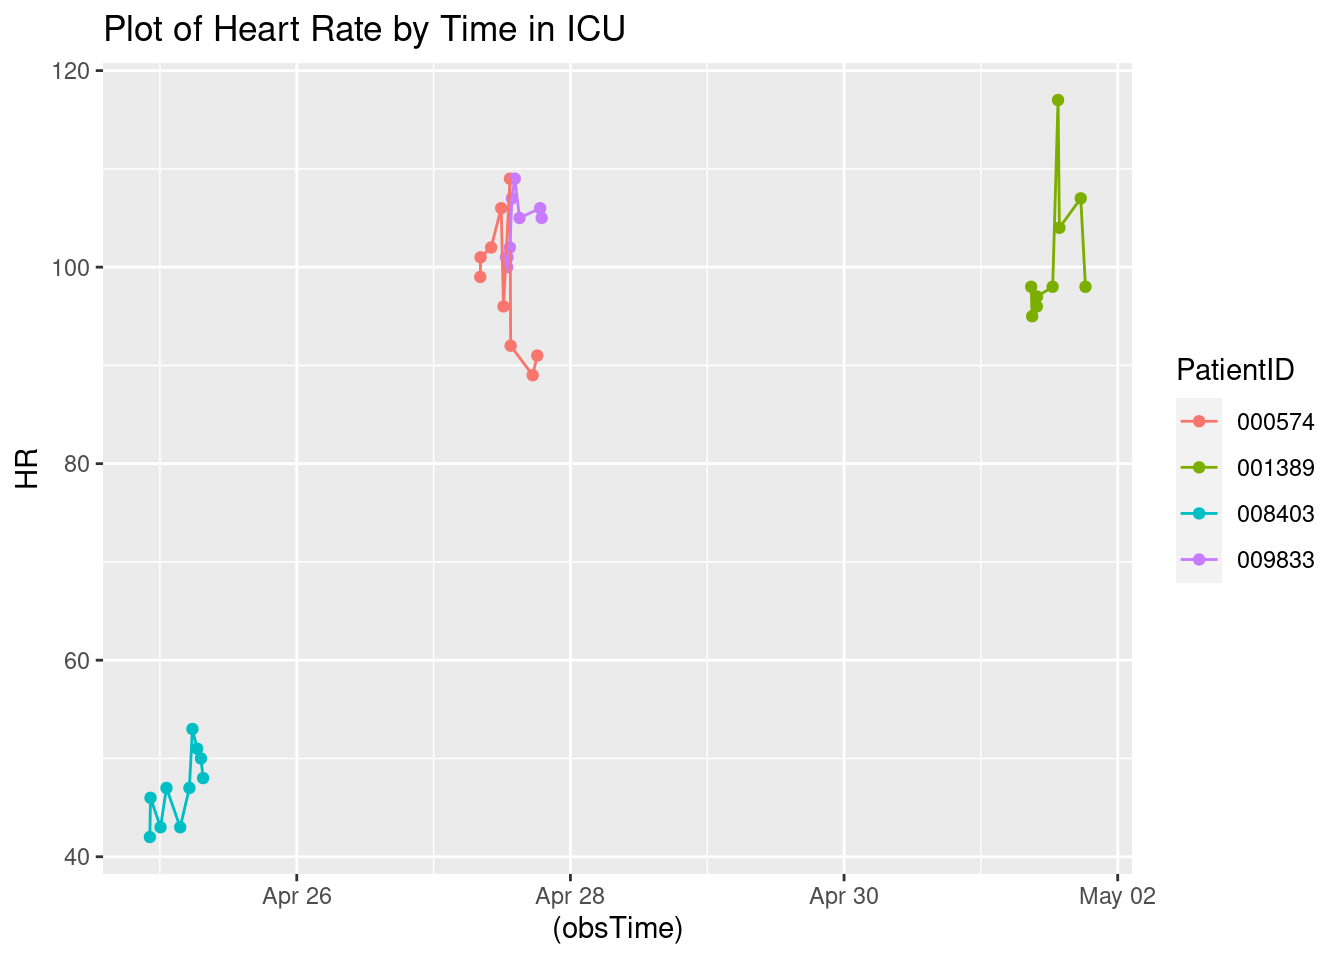 Plot of Heart Rate by Time in ICU
120
100
80
60
40
HR
Apr 26
Apr 28
Apr 30
May 02
(obsTime)
PatientID
000574
001389
008403
009833